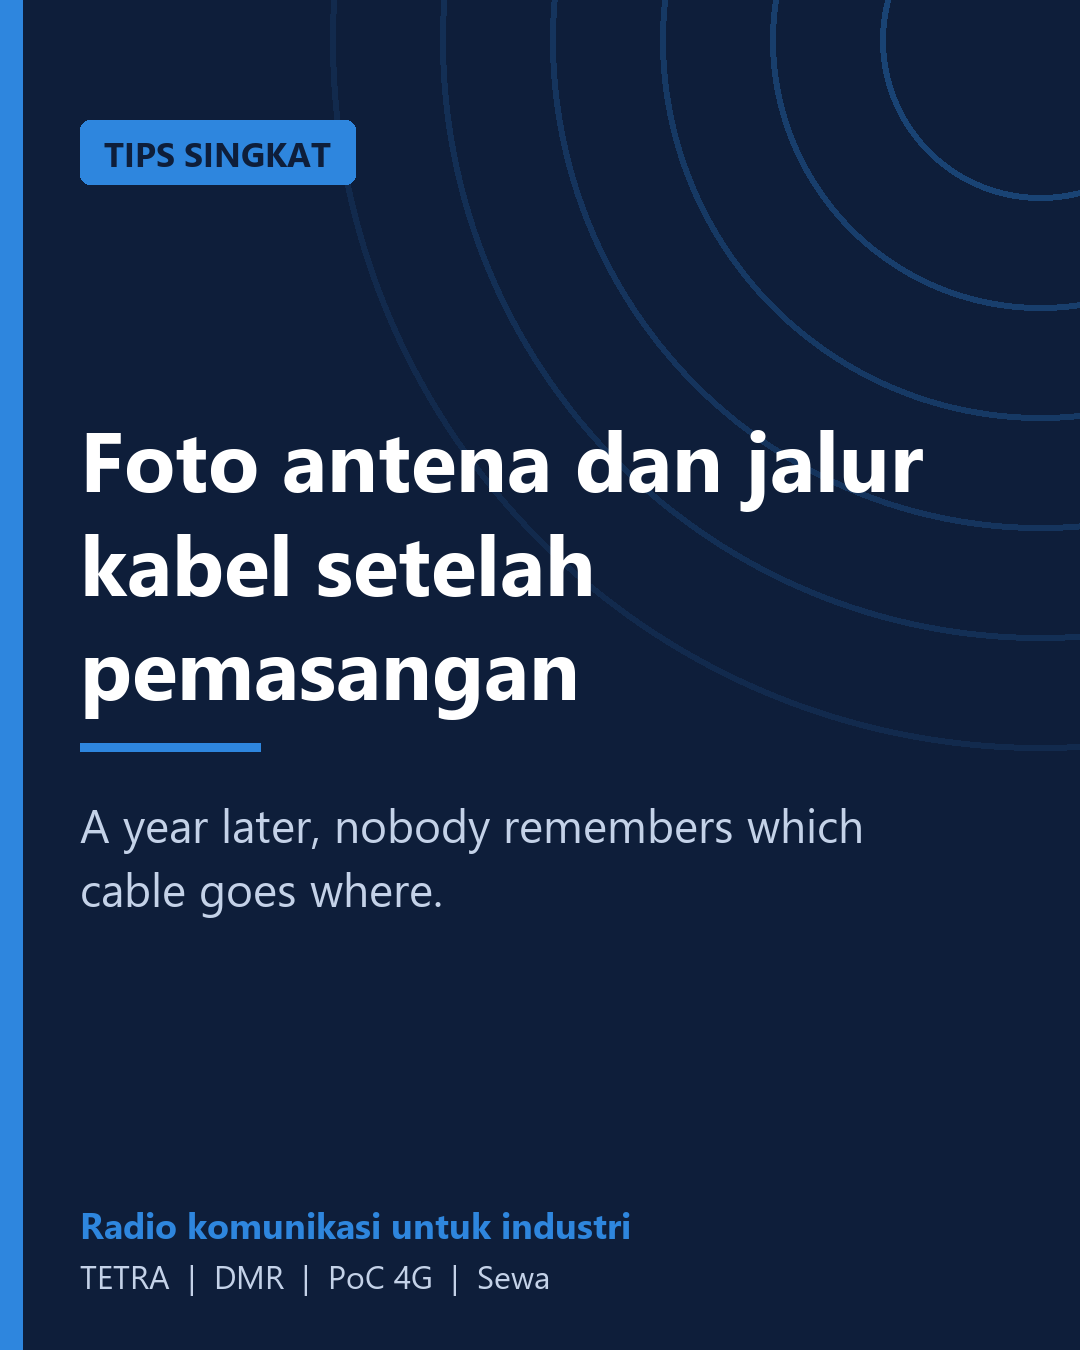 TIPS SINGKAT
Foto antena dan jalur
kabel setelah
pemasangan
A year later, nobody remembers which
cable goes where.
Radio komunikasi untuk industri
TETRA | DMR | PoC 4G | Sewa